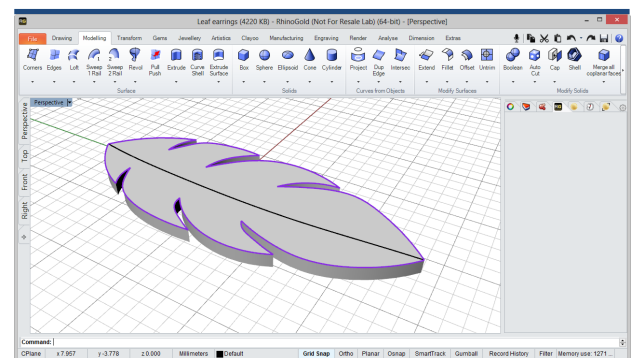 Leaf earrings (4220 KB) - RhinoGold (Not For Resale Lab) (64-bit) - [Perspective]
File Drawing Modelling Transform Gems Jewellery Artistics Clayoo Manufacturing Engraving Render Analyse Dimension Extras
Corners Edges Loft Sweep 1 Rail Sweep 2 Rail Revol Pull Push Extrude Curve Shell Extrude Surface Box Sphere Ellipsoid Cone Cylinder Project Dup Edge Intersec Extend Fillet Offset Untrim Boolean Auto Cut Cap Shell Merge all coplanar faces
Surface Solids Curves from Objects Modify Surfaces Modify Solids
Perspective
Perspective
Top
Front
Right
Command:
CPlane x 7.957 y -3.778 z 0.000 Millimeters Default Grid Snap Ortho Planar Osnap SmartTrack Gumball Record History Filter Memory use: 1271 ...